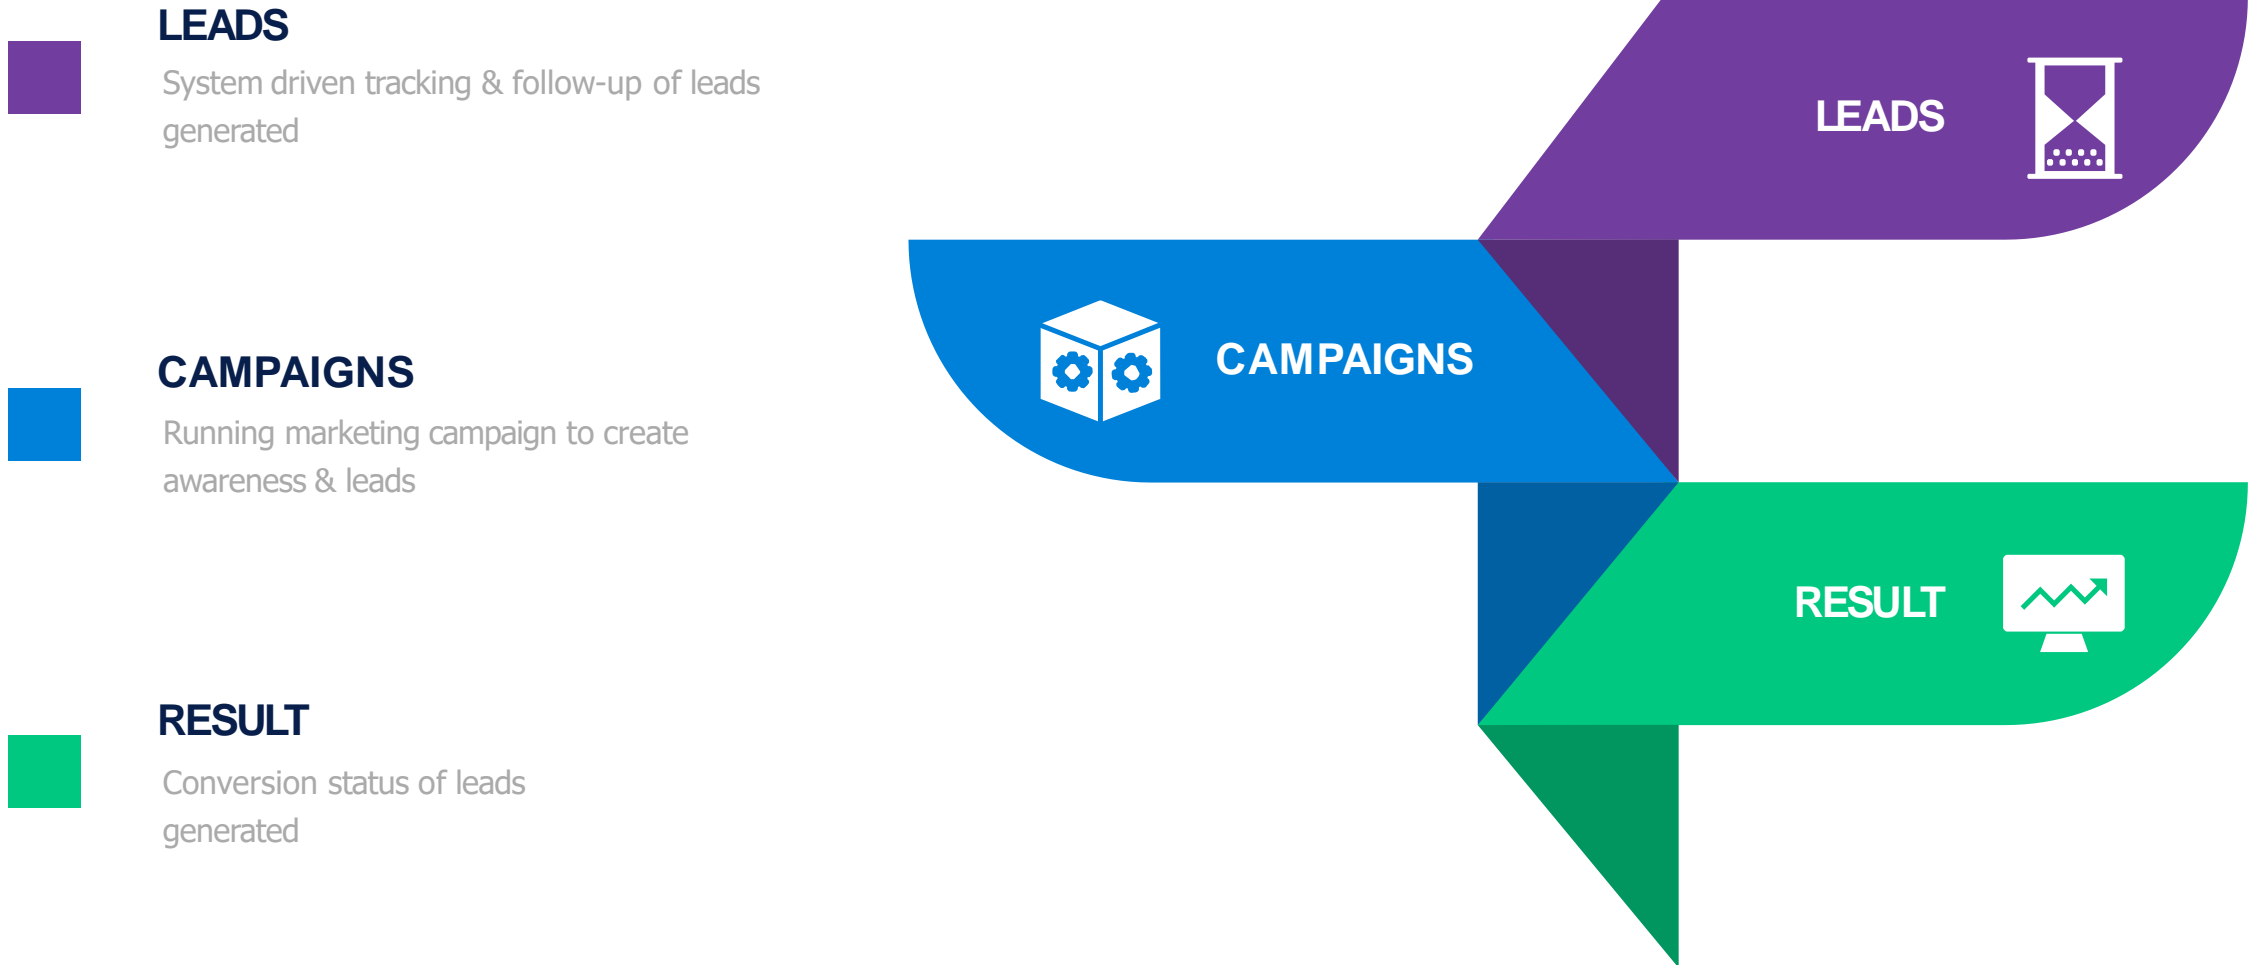 LEADS
System driven tracking & follow-up of leads
generated
CAMPAIGNS
Running marketing campaign to create
awareness & leads
RESULT
Conversion status of leads
generated
LEADS
CAMPAIGNS
RESULT